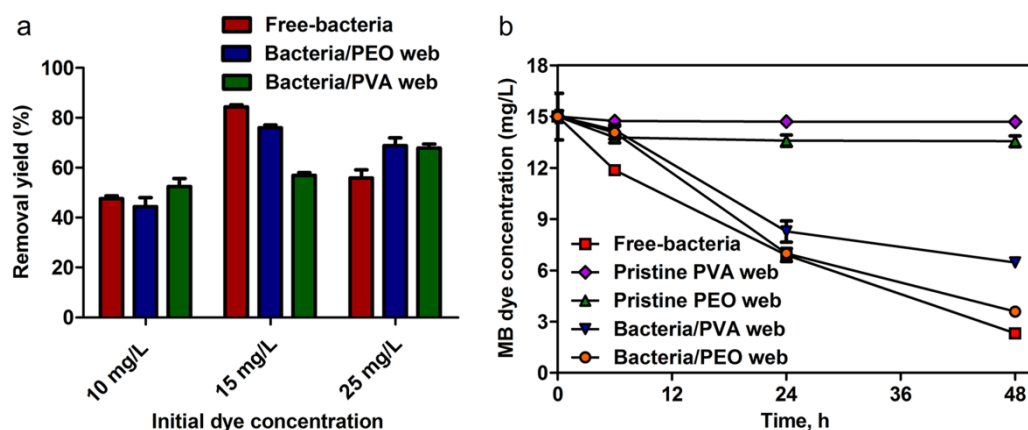 a
Free-bacteria
Bacteria/PEO web
Bacteria/PVA web
Removal yield (%)
100
80
60
40
20
0
10 mg/L
15 mg/L
25 mg/L
Initial dye concentration
b
MB dye concentration (mg/L)
18
15
12
9
6
3
0
Free-bacteria
Pristine PVA web
Pristine PEO web
Bacteria/PVA web
Bacteria/PEO web
0
12
24
36
48
Time, h